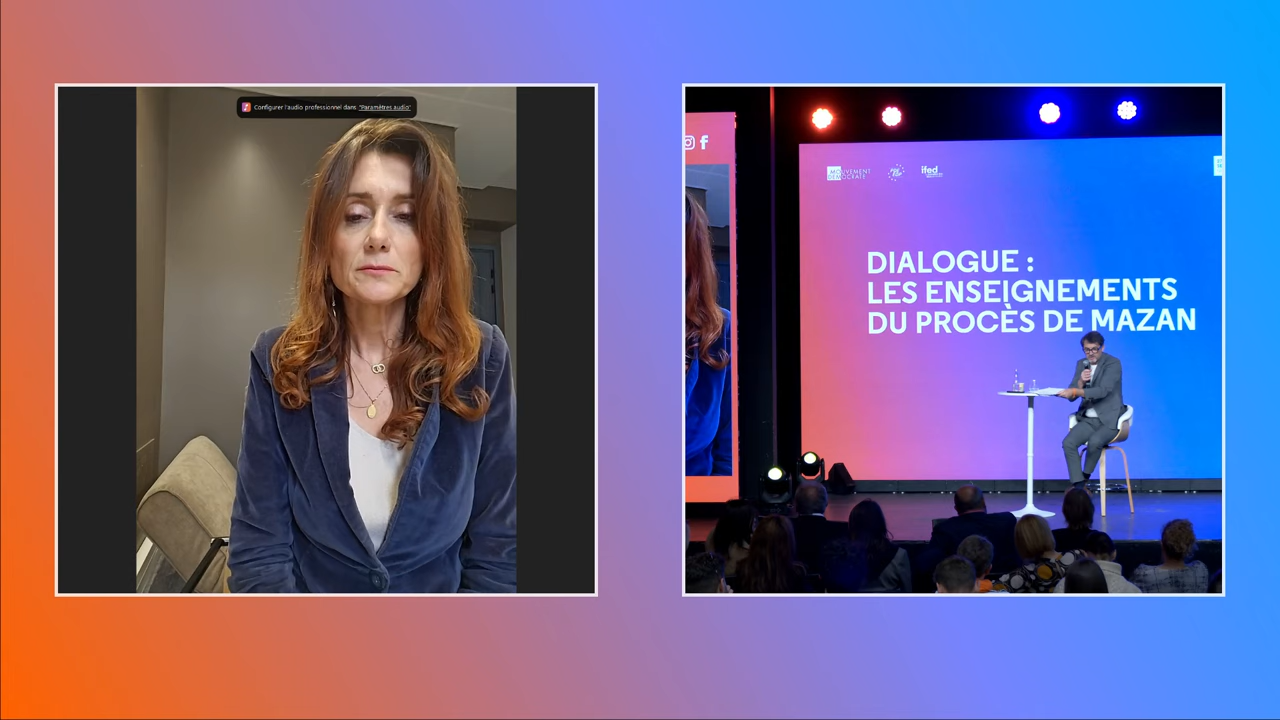 Configurer l'audio professionnel dans "Paramètres audio"
MOUVEMENT
DÉMOCRATE
ifed
DIALOGUE :
LES ENSEIGNEMENTS
DU PROCÈS DE MAZAN